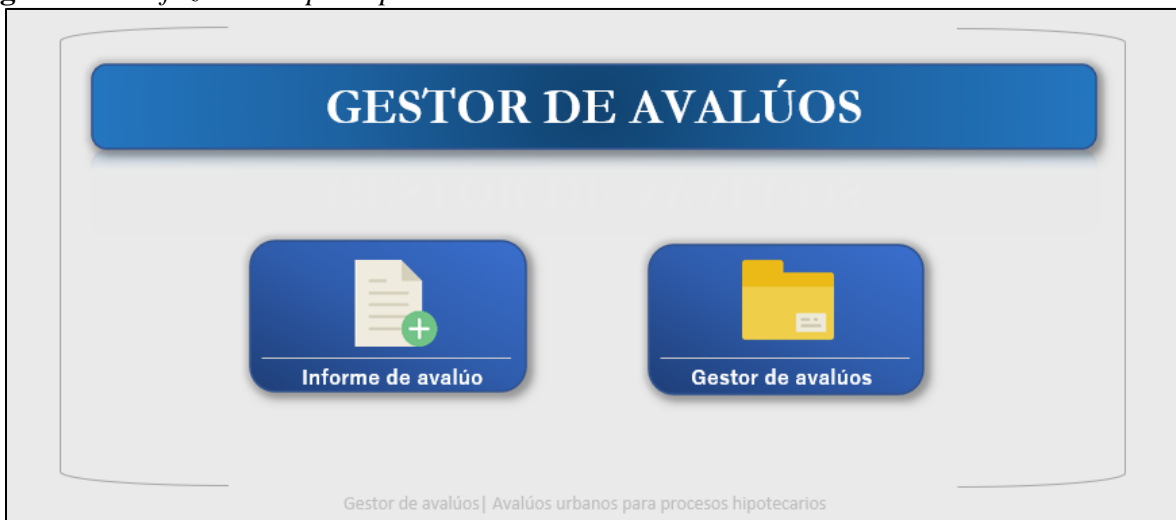 GESTOR DE AVALÚOS
Informe de avalúo
Gestor de avalúos
Gestor de avalúos| Avalúos urbanos para procesos hipotecarios